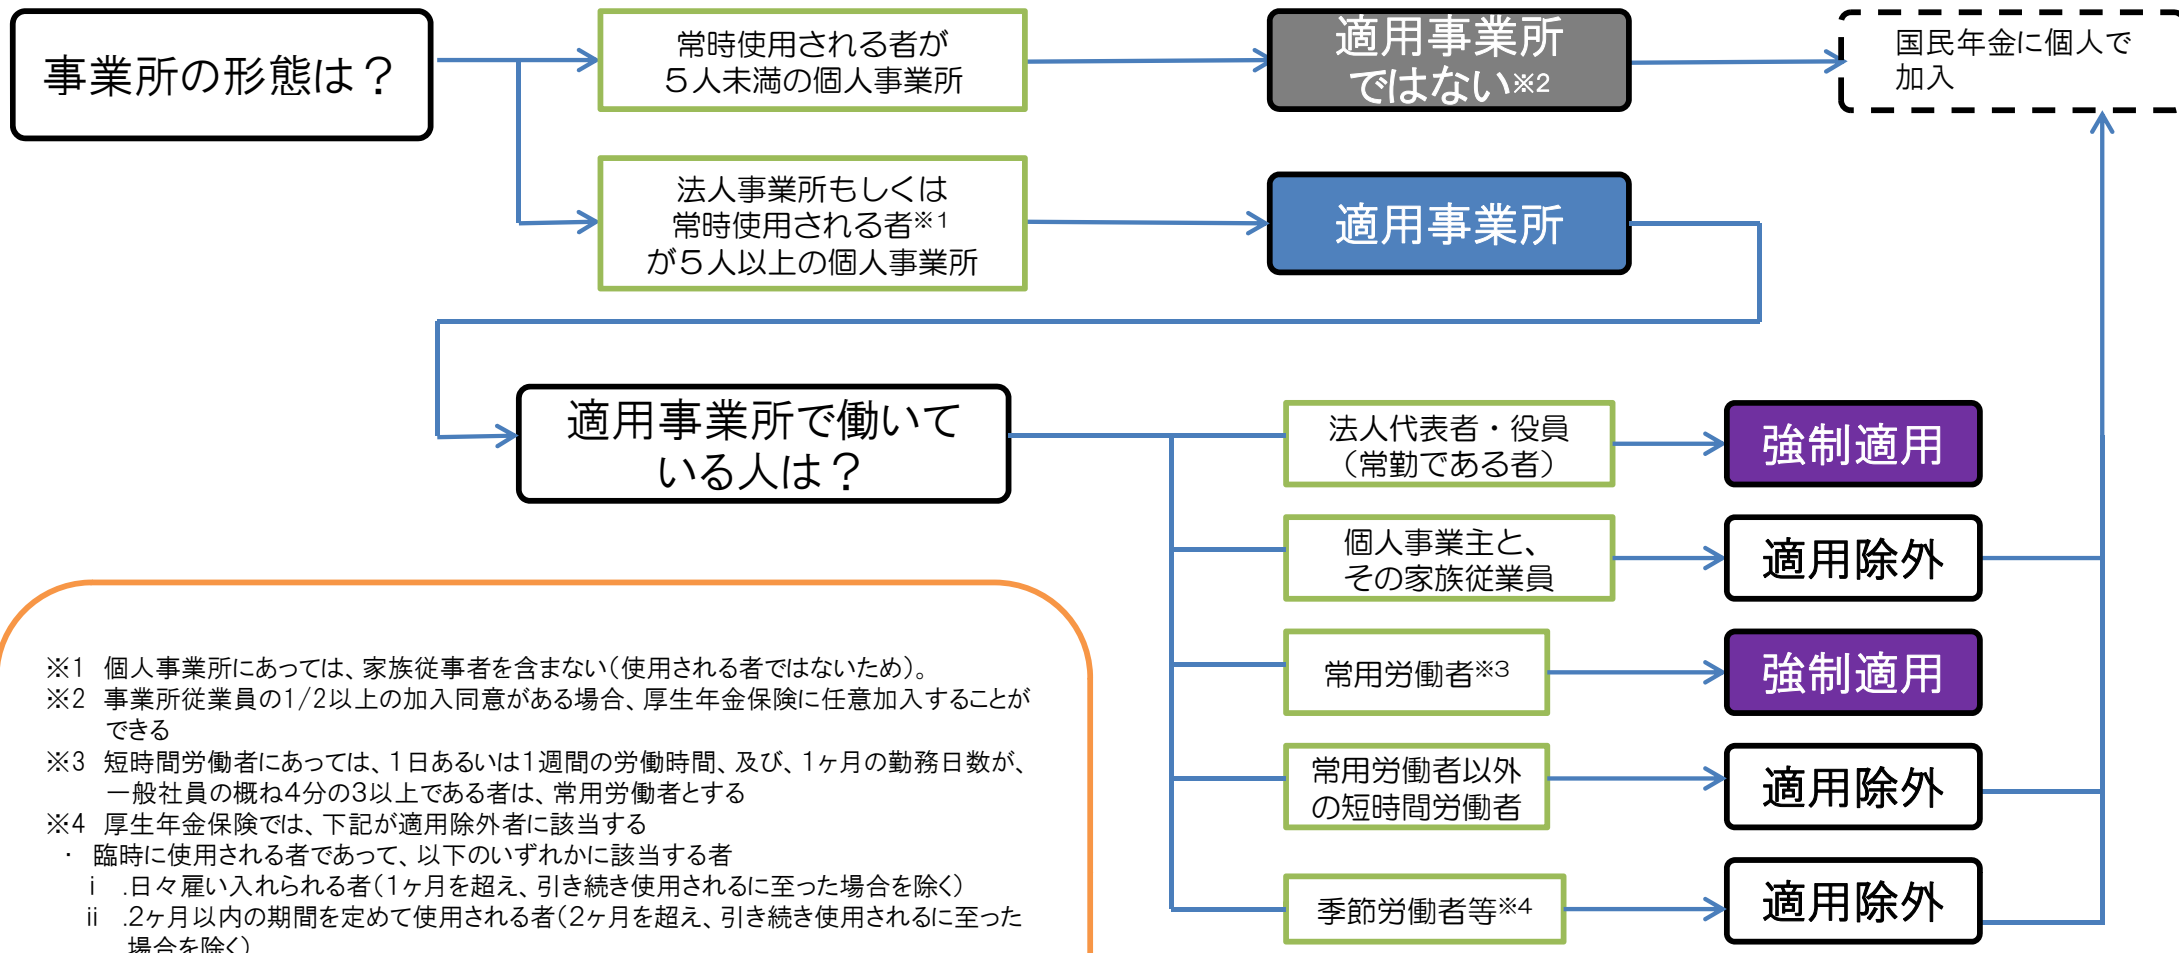 事業所の形態は？
常時使用される者が
５人未満の個人事業所
適用事業所
ではない※2
国民年金に個人で
加入
法人事業所もしくは
常時使用される者※1
が５人以上の個人事業所
適用事業所
適用事業所で働いて
いる人は？
法人代表者・役員
（常勤である者）
強制適用
個人事業主と、
その家族従業員
適用除外
常用労働者※3
強制適用
常用労働者以外
の短時間労働者
適用除外
季節労働者等※4
適用除外
※1 個人事業所にあっては、家族従事者を含まない（使用される者ではないため）。
※2 事業所従業員の1/2以上の加入同意がある場合、厚生年金保険に任意加入することが
できる
※3 短時間労働者にあっては、1日あるいは1週間の労働時間、及び、1ヶ月の勤務日数が、
一般社員の概ね4分の3以上である者は、常用労働者とする
※4 厚生年金保険では、下記が適用除外者に該当する
・ 臨時に使用される者であって、以下のいずれかに該当する者
ⅰ .日々雇い入れられる者（1ヶ月を超え、引き続き使用されるに至った場合を除く）
ⅱ .2ヶ月以内の期間を定めて使用される者（2ヶ月を超え、引き続き使用されるに至った
場合を除く）